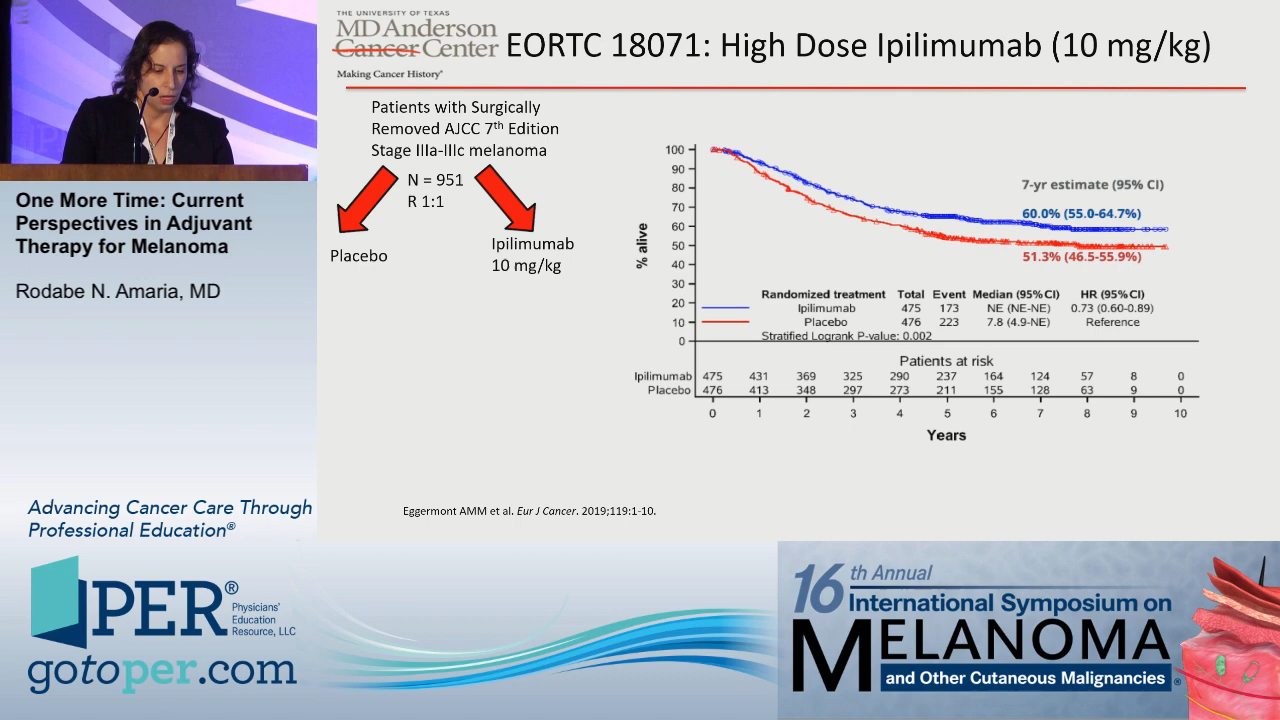 THE UNIVERSITY OF TEXAS
MD Anderson
Cancer Center
Making Cancer History®
EORTC 18071: High Dose Ipilimumab (10 mg/kg)
Patients with Surgically
Removed AJCC 7th Edition
Stage IIIa-IIIc melanoma
N = 951
R 1:1
Placebo
Ipilimumab
10 mg/kg
% alive
100
90
80
70
60
50
40
30
20
10
0
7-yr estimate (95% CI)
60.0% (55.0-64.7%)
51.3% (46.5-55.9%)
Randomized treatment Total Event Median (95%CI) HR (95%CI)
Ipilimumab 475 173 NE (NE-NE) 0.73 (0.60-0.89)
Placebo 476 223 7.8 (4.9-NE) Reference
Stratified Logrank P-value: 0.002
Patients at risk
Ipilimumab 475 431 369 325 290 237 164 124 57 8 0
Placebo 476 413 348 297 273 211 155 128 63 9 0
0 1 2 3 4 5 6 7 8 9 10
Years
Eggermont AMM et al. Eur J Cancer. 2019;119:1-10.
One More Time: Current
Perspectives in Adjuvant
Therapy for Melanoma
Rodabe N. Amaria, MD
Advancing Cancer Care Through
Professional Education®
PER®
Physicians'
Education
Resource, LLC
gotoper.com
16th Annual
International Symposium on
MELANOMA
and Other Cutaneous Malignancies®